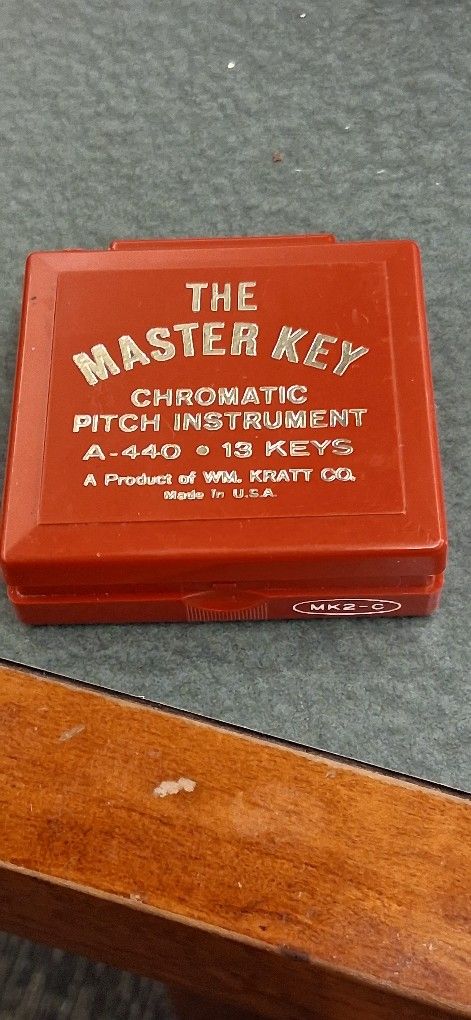 THE
MASTER KEY
CHROMATIC
PITCH INSTRUMENT
A-440 • 13 KEYS
A Product of WM. KRATT CO.
Made in U.S.A.
MK2-C